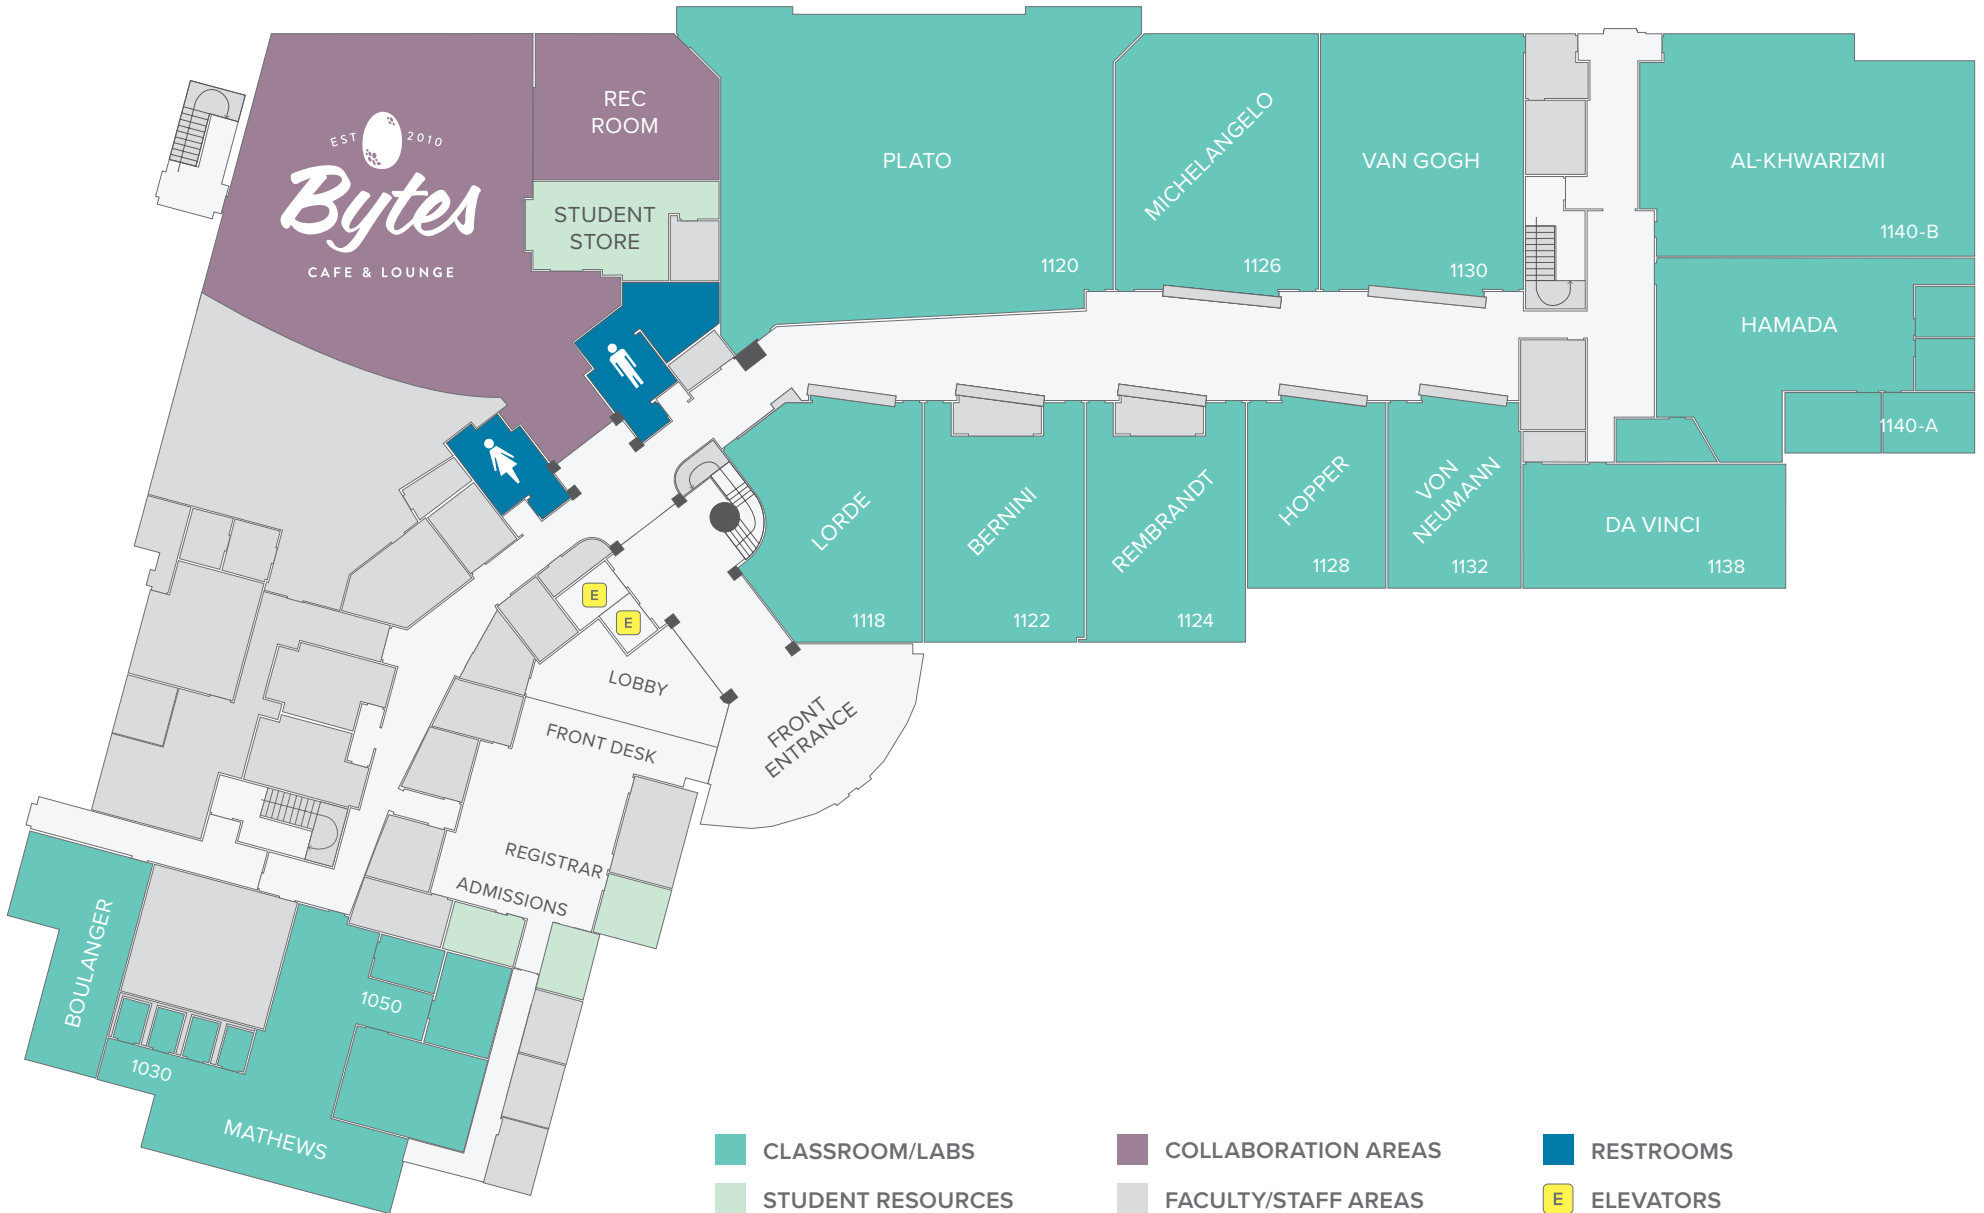 EST 2010
Bytes
CAFE & LOUNGE
REC
ROOM
STUDENT
STORE
PLATO
1120
MICHELANGELO
1126
VAN GOGH
1130
AL-KHWARIZMI
1140-B
HAMADA
1140-A
LORDE
1118
BERNINI
1122
REMBRANDT
1124
HOPPER
1128
VON
NEUMANN
1132
DA VINCI
1138
E
E
LOBBY
FRONT DESK
FRONT
ENTRANCE
REGISTRAR
ADMISSIONS
BOULANGER
1050
1030
MATHEWS
CLASSROOM/LABS
COLLABORATION AREAS
RESTROOMS
STUDENT RESOURCES
FACULTY/STAFF AREAS
E ELEVATORS